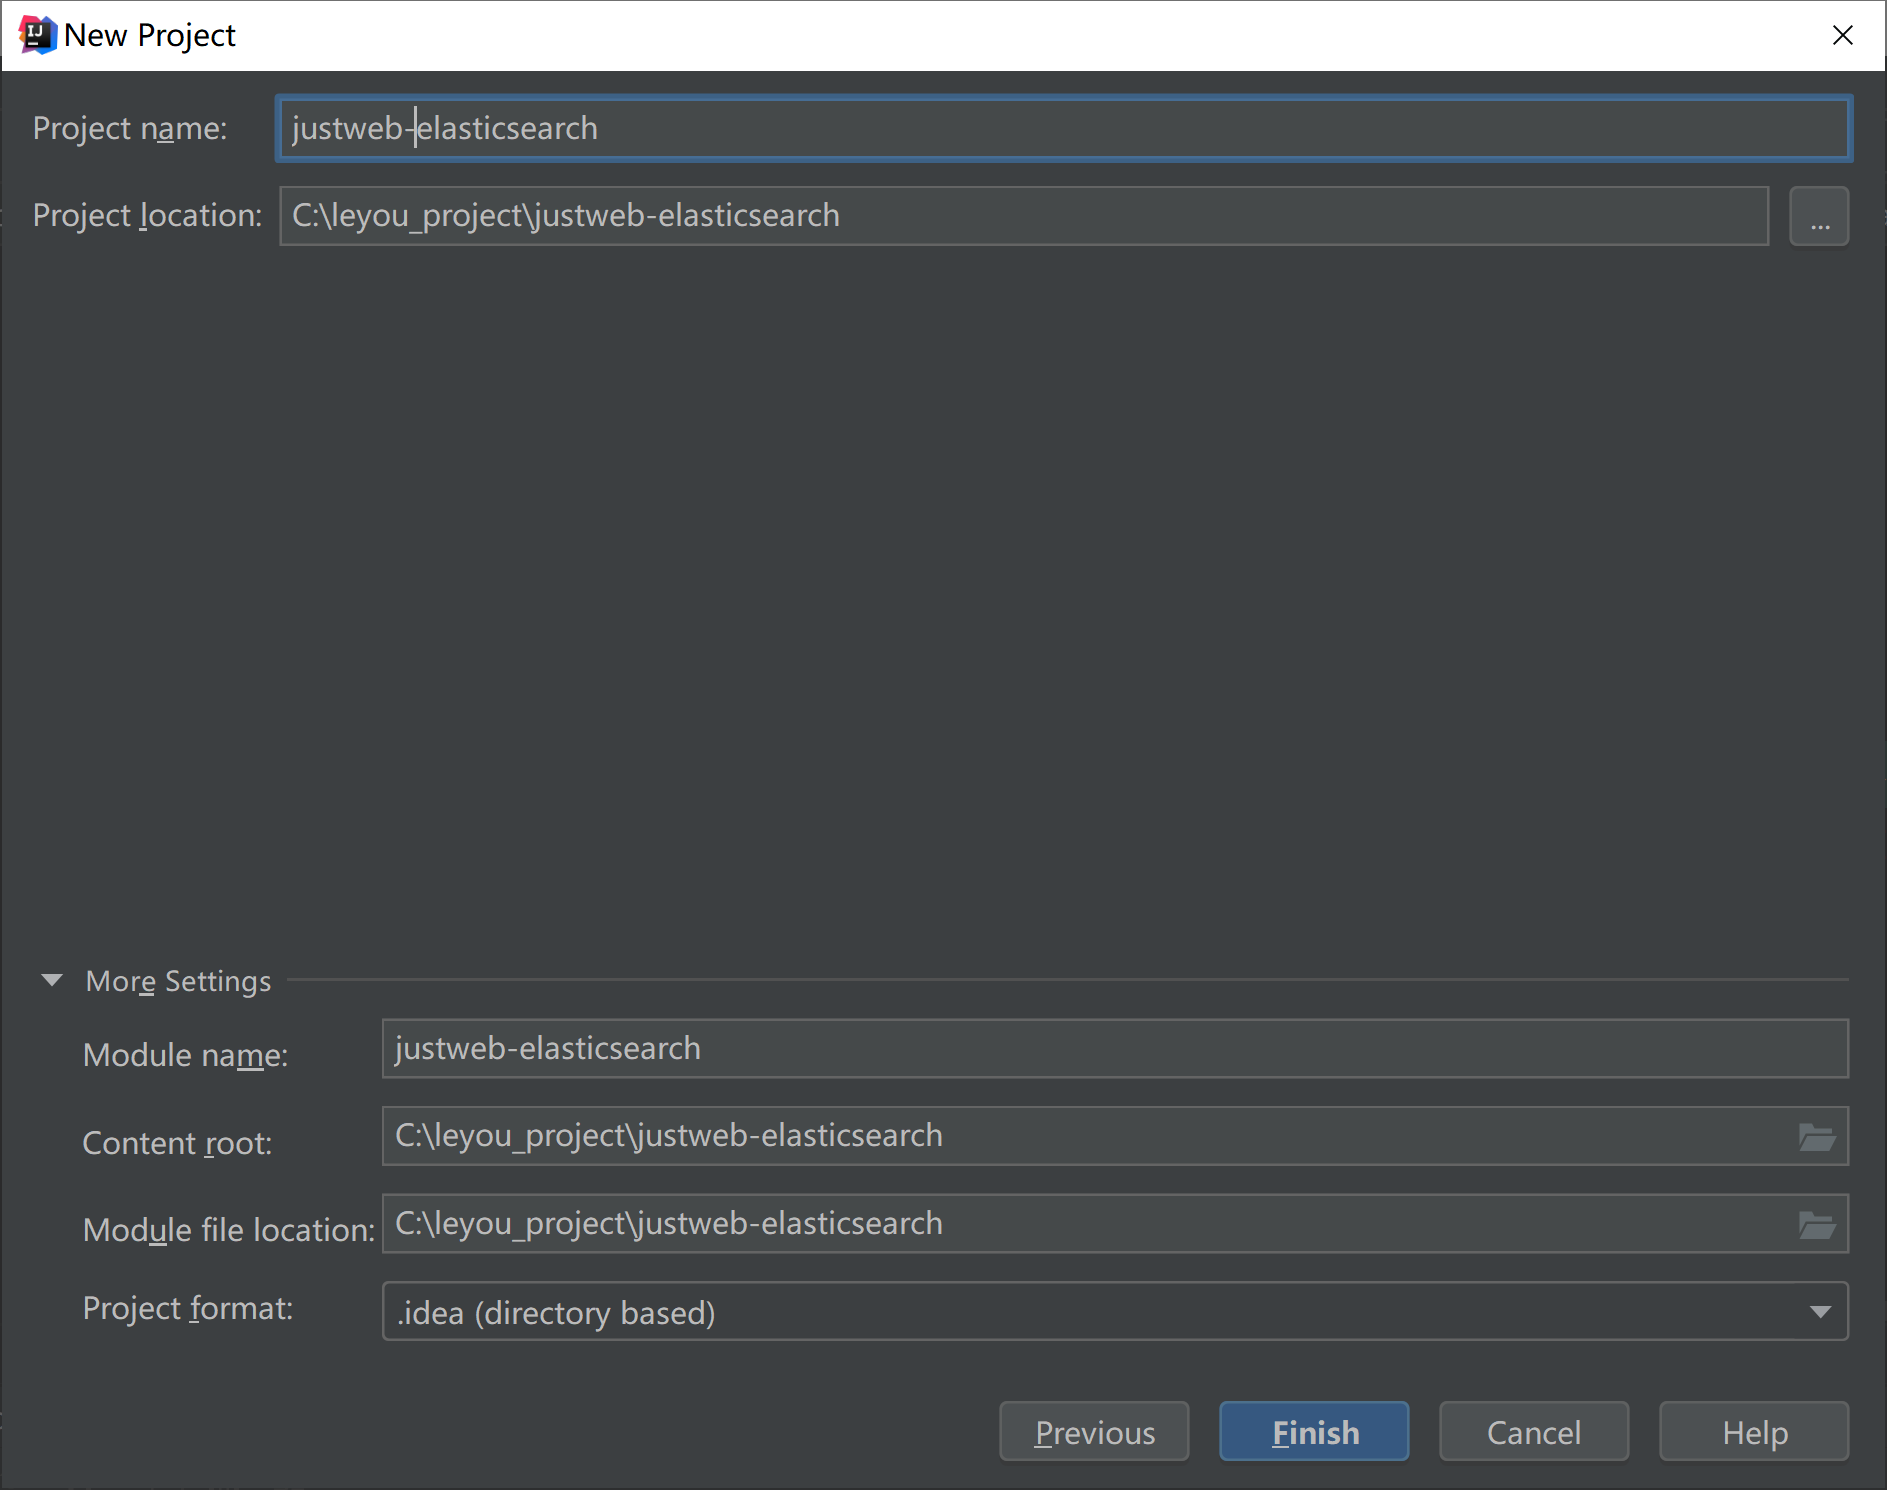 New Project
Project name: justweb-elasticsearch
Project location: C:\leyou_project\justweb-elasticsearch ...
More Settings
Module name: justweb-elasticsearch
Content root: C:\leyou_project\justweb-elasticsearch
Module file location: C:\leyou_project\justweb-elasticsearch
Project format: .idea (directory based)
Previous Finish Cancel Help